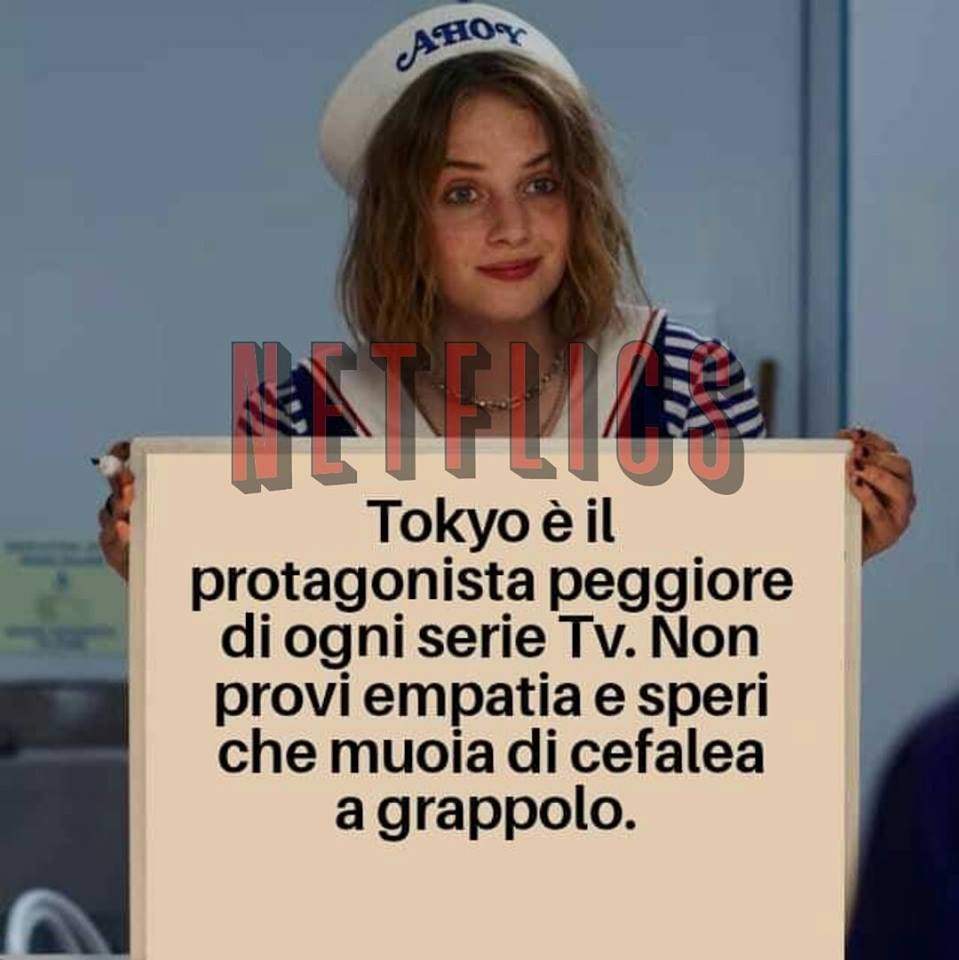 AHOY
NETFLICS
Tokyo è il
protagonista peggiore
di ogni serie Tv. Non
provi empatia e speri
che muoia di cefalea
a grappolo.